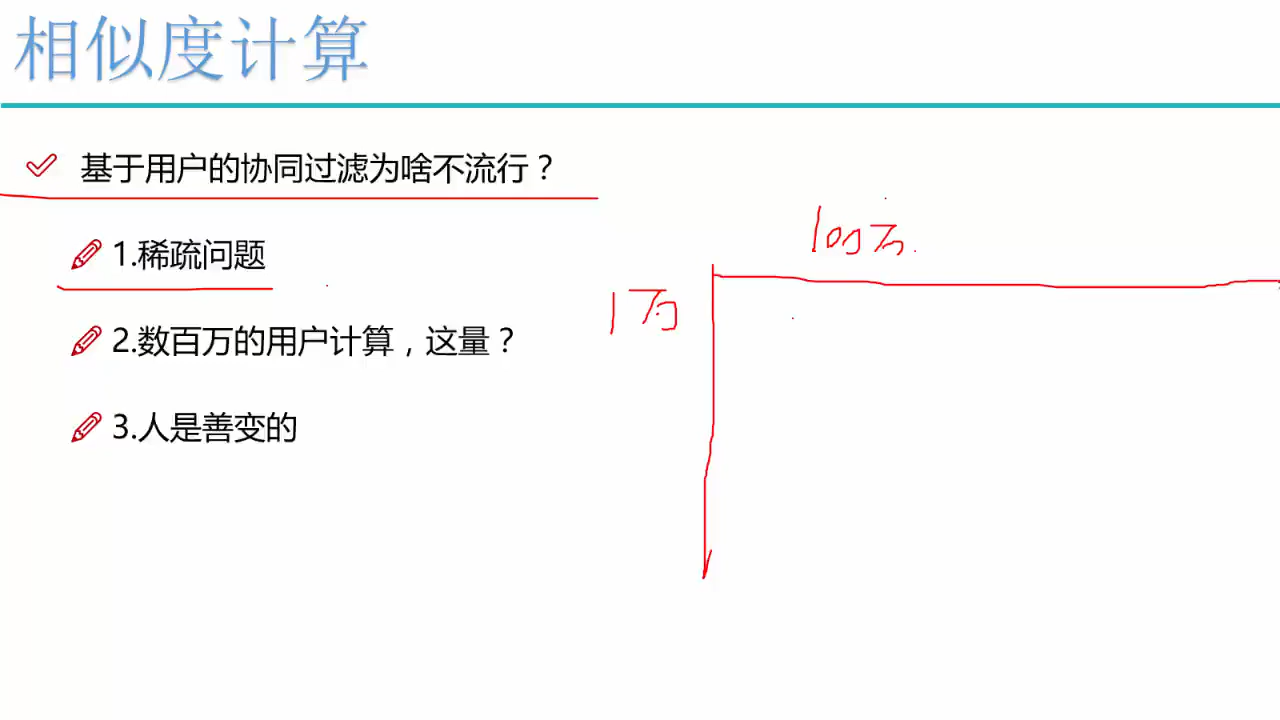 相似度计算
基于用户的协同过滤为啥不流行？
1.稀疏问题
100万
1万
2.数百万的用户计算，这量？
3.人是善变的